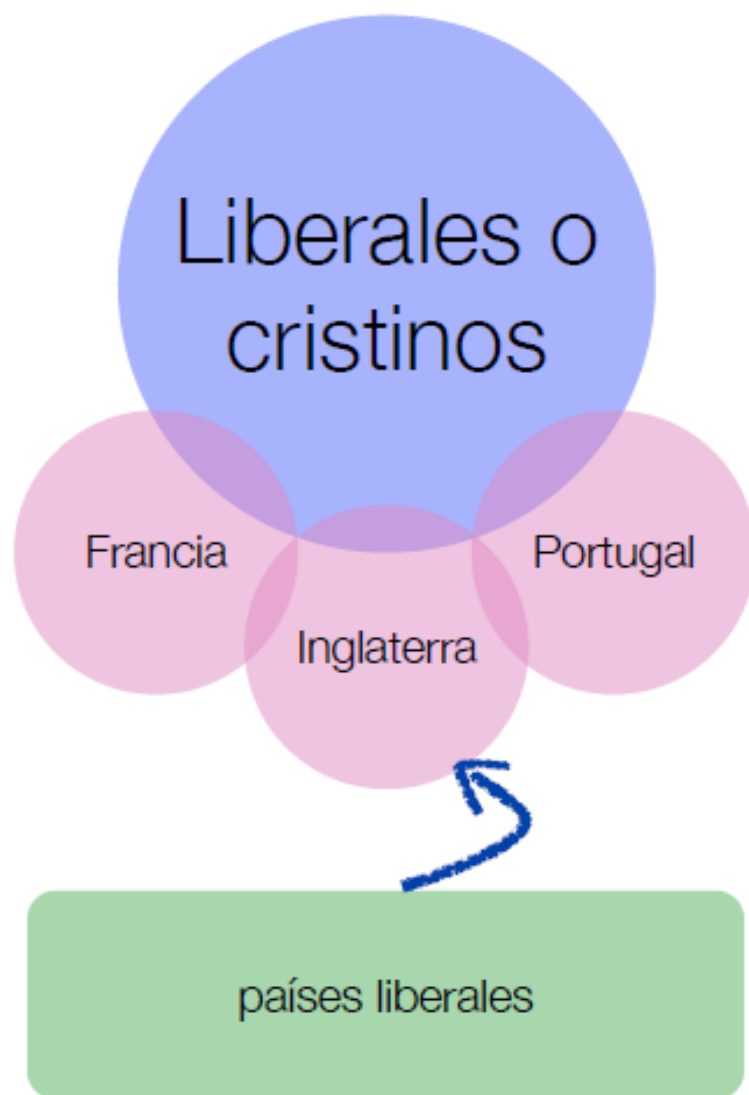 Liberales o
cristinos
Francia
Portugal
Inglaterra
países liberales